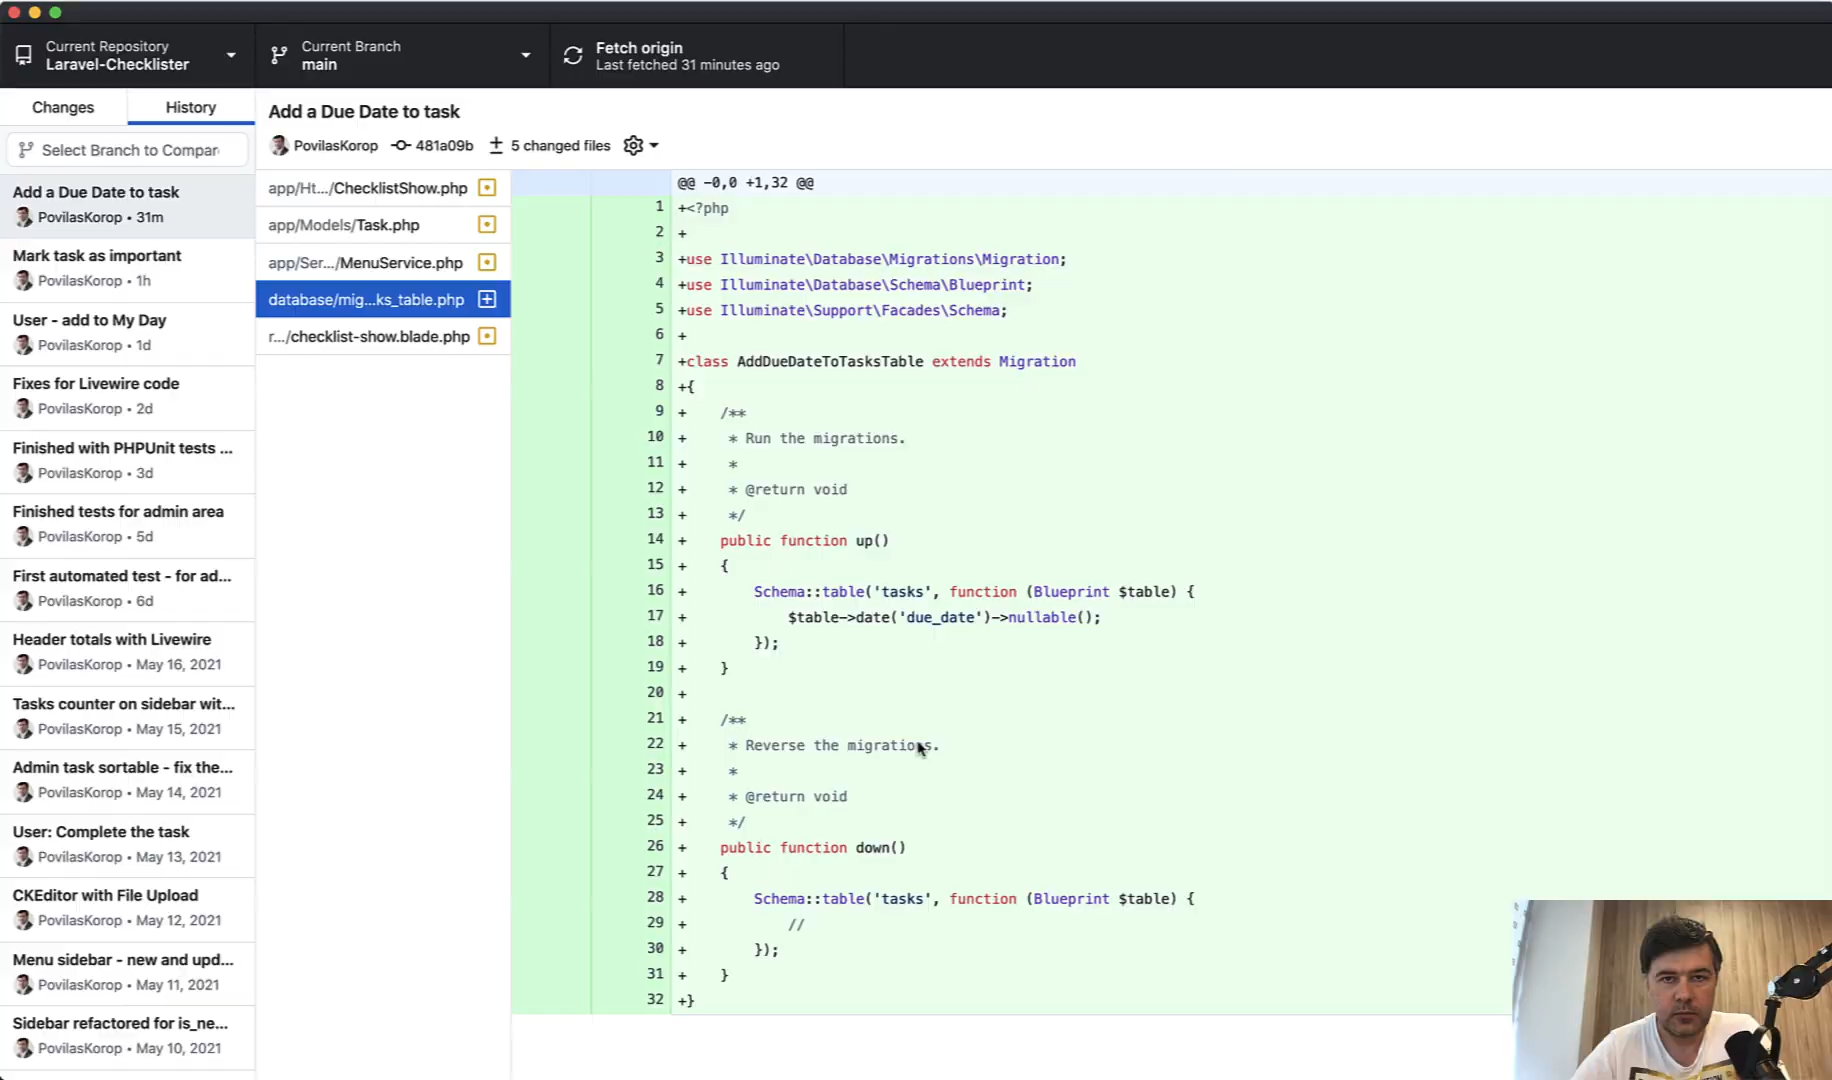 Current Repository
Laravel-Checklister
Current Branch
main
Fetch origin
Last fetched 31 minutes ago
Changes
History
Select Branch to Compar
Add a Due Date to task
PovilasKorop • 31m
Mark task as important
PovilasKorop • 1h
User - add to My Day
PovilasKorop • 1d
Fixes for Livewire code
PovilasKorop • 2d
Finished with PHPUnit tests ...
PovilasKorop • 3d
Finished tests for admin area
PovilasKorop • 5d
First automated test - for ad...
PovilasKorop • 6d
Header totals with Livewire
PovilasKorop • May 16, 2021
Tasks counter on sidebar wit...
PovilasKorop • May 15, 2021
Admin task sortable - fix the...
PovilasKorop • May 14, 2021
User: Complete the task
PovilasKorop • May 13, 2021
CKEditor with File Upload
PovilasKorop • May 12, 2021
Menu sidebar - new and upd...
PovilasKorop • May 11, 2021
Sidebar refactored for is_ne...
PovilasKorop • May 10, 2021
Add a Due Date to task
PovilasKorop 481a09b 5 changed files
app/Ht.../ChecklistShow.php
app/Models/Task.php
app/Ser.../MenuService.php
database/mig...ks_table.php
r.../checklist-show.blade.php
@@ -0,0 +1,32 @@
1 +<?php
2 +
3 +use Illuminate\Database\Migrations\Migration;
4 +use Illuminate\Database\Schema\Blueprint;
5 +use Illuminate\Support\Facades\Schema;
6 +
7 +class AddDueDateToTasksTable extends Migration
8 +{
9 +    /**
10 +     * Run the migrations.
11 +     *
12 +     * @return void
13 +     */
14 +    public function up()
15 +    {
16 +        Schema::table('tasks', function (Blueprint $table) {
17 +            $table->date('due_date')->nullable();
18 +        });
19 +    }
20 +
21 +    /**
22 +     * Reverse the migrations.
23 +     *
24 +     * @return void
25 +     */
26 +    public function down()
27 +    {
28 +        Schema::table('tasks', function (Blueprint $table) {
29 +            //
30 +        });
31 +    }
32 +}